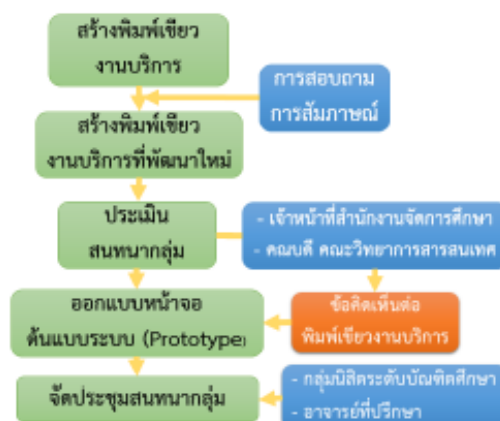 สร้างพิมพ์เขียว
งานบริการ
การสอบถาม
การสัมภาษณ์
สร้างพิมพ์เขียว
งานบริการที่พัฒนาใหม่
ประเมิน
สนทนากลุ่ม
- เจ้าหน้าที่สำนักงานจัดการศึกษา
- คณบดี คณะวิทยาการสารสนเทศ
ออกแบบหน้าจอ
ต้นแบบระบบ (Prototype)
ข้อคิดเห็นต่อ
พิมพ์เขียวงานบริการ
จัดประชุมสนทนากลุ่ม
- กลุ่มนิสิตระดับบัณฑิตศึกษา
- อาจารย์ที่ปรึกษา